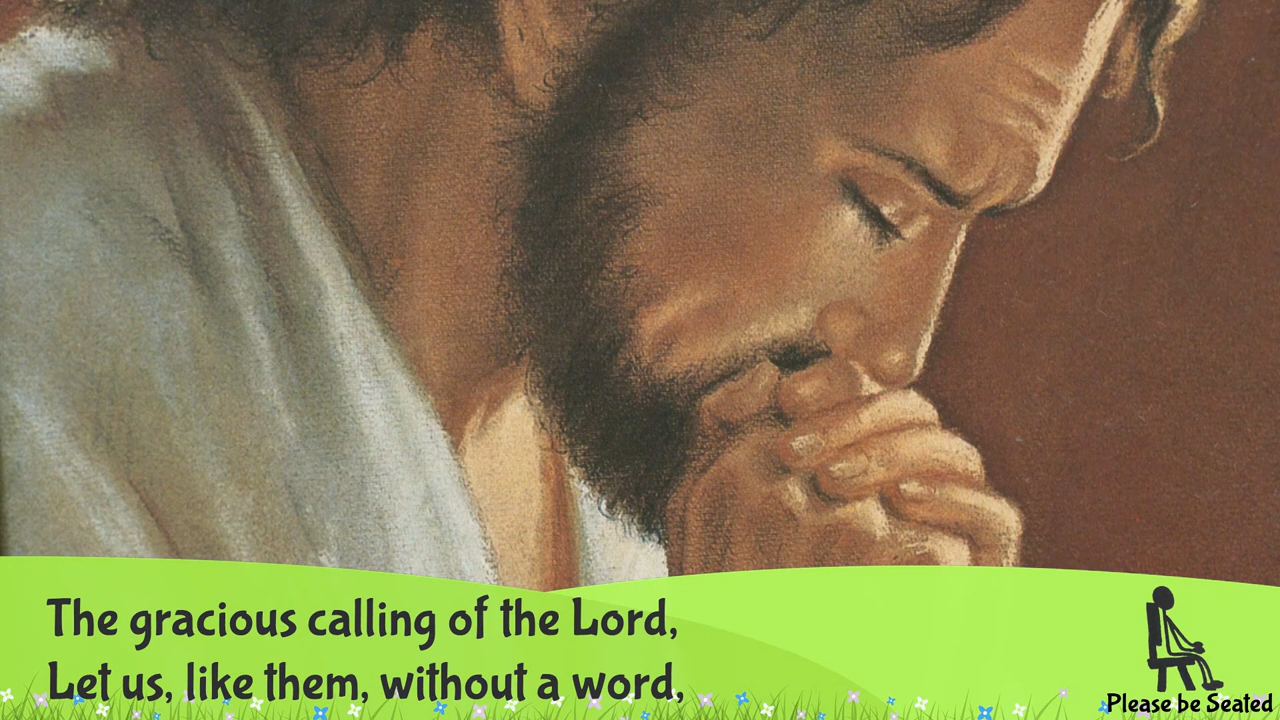 The gracious calling of the Lord,
Let us, like them, without a word,
Please be Seated